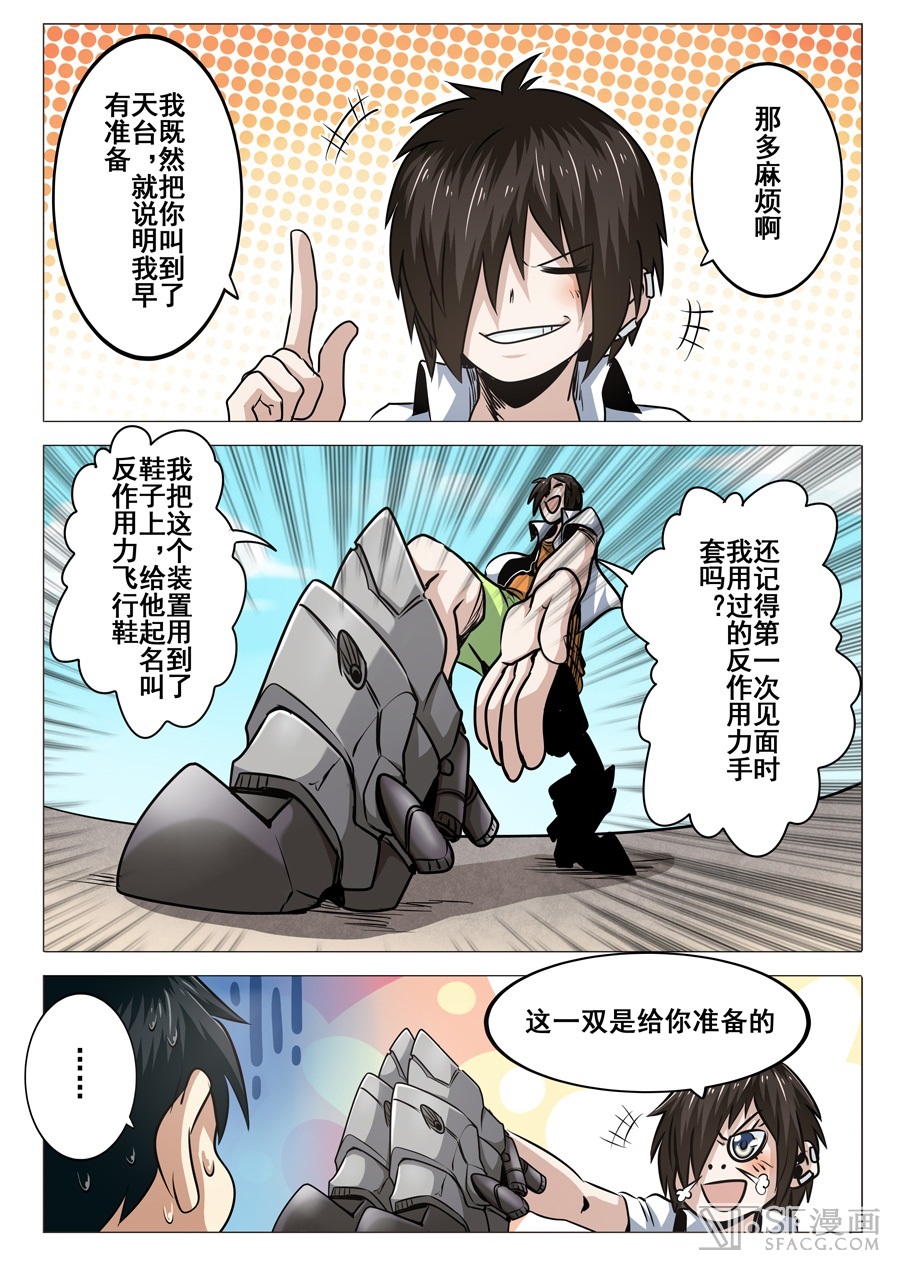 那多麻烦啊
我既然把你叫到了
天台，就说明我早
有准备
还记得第一次见面时
我用过的反作用力手
套吗？
我把这个装置用到了
鞋子上，给他起名叫
反作用力飞行鞋
这一双是给你准备的
……
SF漫画
SFACG.COM